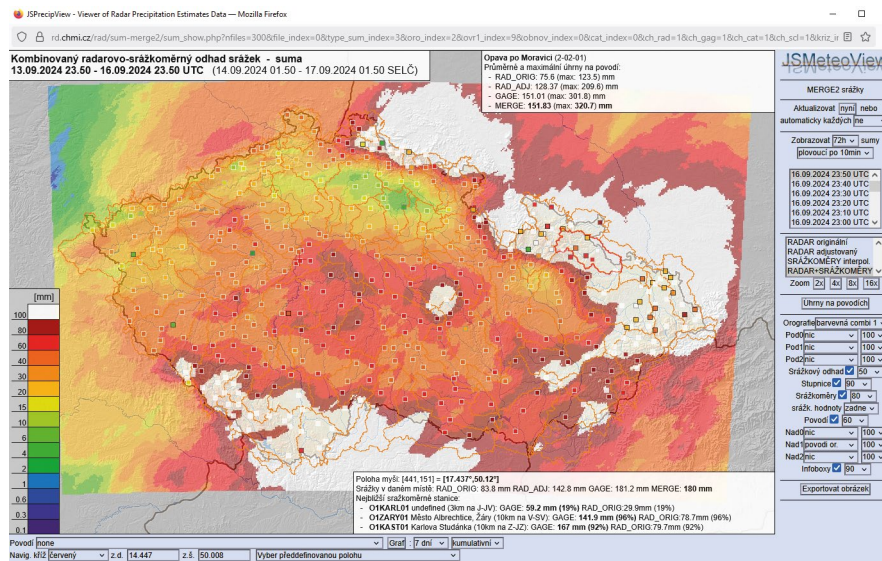 JSPrecipView - Viewer of Radar Precipitation Estimates Data — Mozilla Firefox
rd.chmi.cz/rad/sum-merge2/sum_show.php?nfiles=300&file_index=0&type_sum_index=3&oro_index=2&ovr1_index=9&obnov_index=0&cat_index=0&ch_rad=1&ch_gag=1&ch_cat=1&ch_scl=1&kriz_ir
Kombinovaný radarovo-srážkoměrný odhad srážek - suma
13.09.2024 23.50 - 16.09.2024 23.50 UTC (14.09.2024 01.50 - 17.09.2024 01.50 SELČ)
Opava po Moravici (2-02-01)
Průměrné a maximální úhrny na povodí:
- RAD_ORIG: 75.6 (max: 123.5) mm
- RAD_ADJ: 128.37 (max: 209.6) mm
- GAGE: 151.01 (max: 301.8) mm
- MERGE: 151.83 (max: 320.7) mm
JSMeteoView
MERGE2 srážky
Aktualizovat nyní nebo
automaticky každých ne
Zobrazovat 72h sumy
plovoucí po 10min
16.09.2024 23:50 UTC
16.09.2024 23:40 UTC
16.09.2024 23:30 UTC
16.09.2024 23:20 UTC
16.09.2024 23:10 UTC
16.09.2024 23:00 UTC
RADAR originální
RADAR adjustovaný
SRÁŽKOMĚRY interpol.
RADAR+SRÁŽKOMĚRY
Zoom 2x 4x 8x 16x
Úhrny na povodích
Orografie barvevná combi 1
Pod0 nic 100
Pod1 nic 100
Pod2 nic 100
Srážkový odhad 50
Stupnice 90
Srážkoměry 80
srážk. hodnoty zadne
Povodí 60
Nad0 nic 100
Nad1 povodi or. 100
Nad2 nic 100
Infoboxy 90
Exportovat obrázek
[mm]
100
80
60
40
30
20
15
10
6
4
2
1
0.6
0.3
0.1
Poloha myši: [441,151] = [17.437°,50.12°]
Srážky v daném místě: RAD_ORIG: 83.8 mm RAD_ADJ: 142.8 mm GAGE: 181.2 mm MERGE: 180 mm
Nejbližší srazkoměrné stanice:
- O1KARL01 undefined (3km na J-JV): GAGE: 59.2 mm (19%) RAD_ORIG:29.9mm (19%)
- O1ZARY01 Město Albrechtice, Žáry (10km na V-SV): GAGE: 141.9 mm (96%) RAD_ORIG:78.7mm (96%)
- O1KAST01 Karlova Studánka (10km na Z-JZ): GAGE: 167 mm (92%) RAD_ORIG:79.7mm (92%)
Povodí none Graf : 7 dní kumulativní
Navig. kříž červený z.d. 14.447 z.š. 50.008 Vyber předdefinovanou polohu